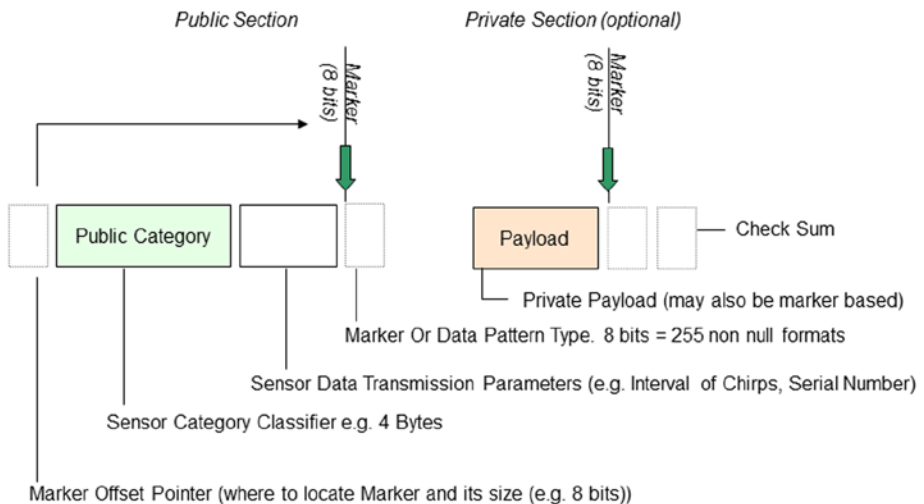 Public Section
Private Section (optional)
Marker
(8 bits)
Marker
(8 bits)
Public Category
Payload
Check Sum
Private Payload (may also be marker based)
Marker Or Data Pattern Type. 8 bits = 255 non null formats
Sensor Data Transmission Parameters (e.g. Interval of Chirps, Serial Number)
Sensor Category Classifier e.g. 4 Bytes
Marker Offset Pointer (where to locate Marker and its size (e.g. 8 bits))